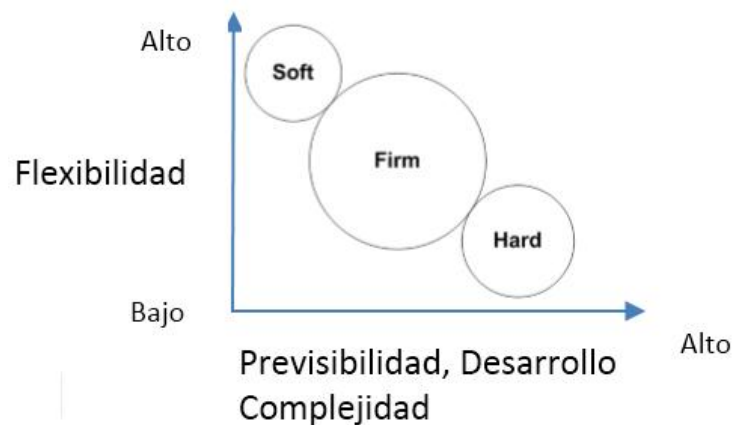 Alto
Soft
Firm
Flexibilidad
Hard
Bajo
Alto
Previsibilidad, Desarrollo
Complejidad